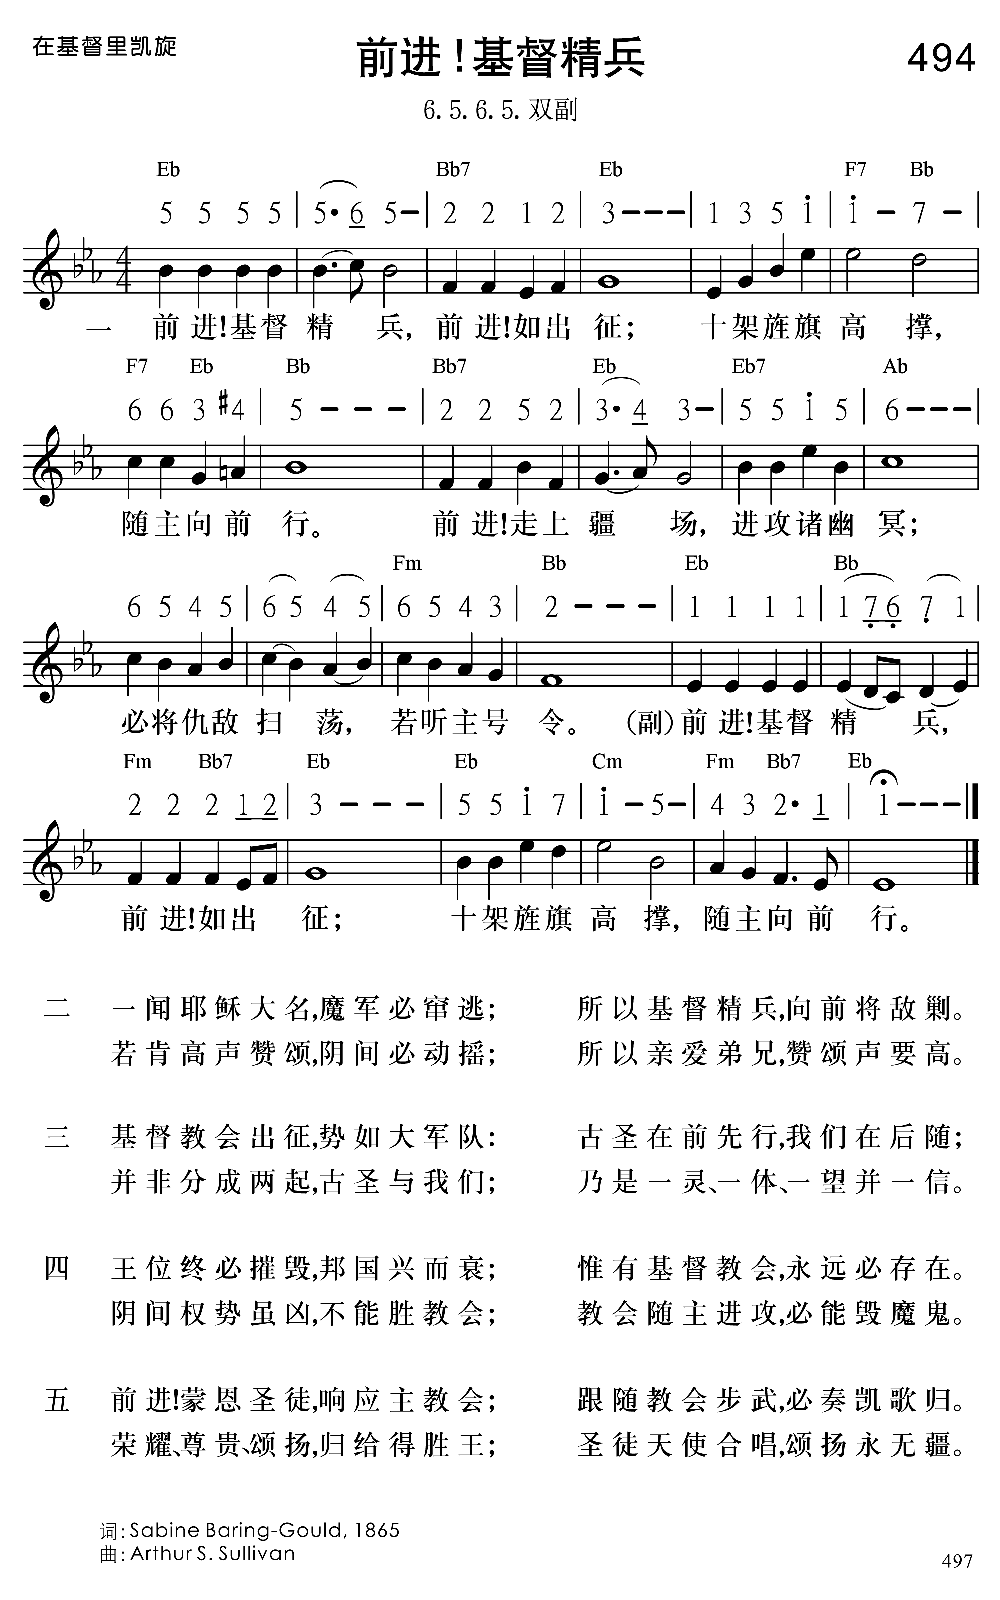 在基督里凯旋
前进！基督精兵
494
6.5.6.5.双副
Eb Bb7 Eb F7 Bb
5 5 5 5 | 5• 6 5– | 2 2 1 2 | 3––– | 1 3 5 i | i – 7 – |
一 前进!基督精 兵，前进!如出征； 十架旌旗高 撑，
F7 Eb Bb Bb7 Eb Eb7 Ab
6 6 3 #4 | 5 – – – | 2 2 5 2 | 3• 4 3– | 5 5 i 5 | 6––– |
随主向前 行。 前进!走上疆 场，进攻诸幽冥；
Fm Bb Eb Bb
6 5 4 5 | 6 5 4 5 | 6 5 4 3 | 2 – – – | 1 1 1 1 | 1 7 6 7 1 |
必将仇敌扫 荡， 若听主号 令。 (副)前进!基督精 兵，
Fm Bb7 Eb Eb Cm Fm Bb7 Eb
2 2 2 1 2 | 3 – – – | 5 5 i 7 | i – 5 – | 4 3 2• 1 | 1 – – – ||
前进!如出 征； 十架旌旗高 撑，随主向前 行。
二 一闻耶稣大名,魔军必窜逃； 所以基督精兵,向前将敌剿。
若肯高声赞颂,阴间必动摇； 所以亲爱弟兄,赞颂声要高。
三 基督教会出征,势如大军队： 古圣在前先行,我们在后随；
并非分成两起,古圣与我们； 乃是一灵、一体、一望并一信。
四 王位终必摧毁,邦国兴而衰； 惟有基督教会,永远必存在。
阴间权势虽凶,不能胜教会； 教会随主进攻,必能毁魔鬼。
五 前进!蒙恩圣徒,响应主教会； 跟随教会步武,必奏凯歌归。
荣耀、尊贵、颂扬,归给得胜王； 圣徒天使合唱,颂扬永无疆。
词: Sabine Baring-Gould, 1865
曲: Arthur S. Sullivan
497